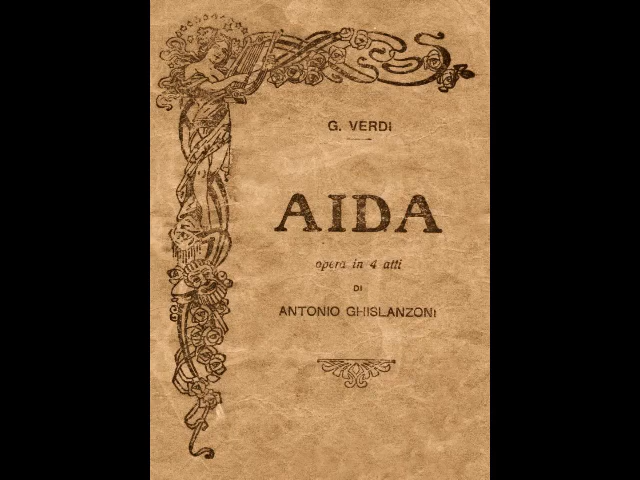 G. VERDI
AIDA
opera in 4 atti
DI
ANTONIO GHISLANZONI